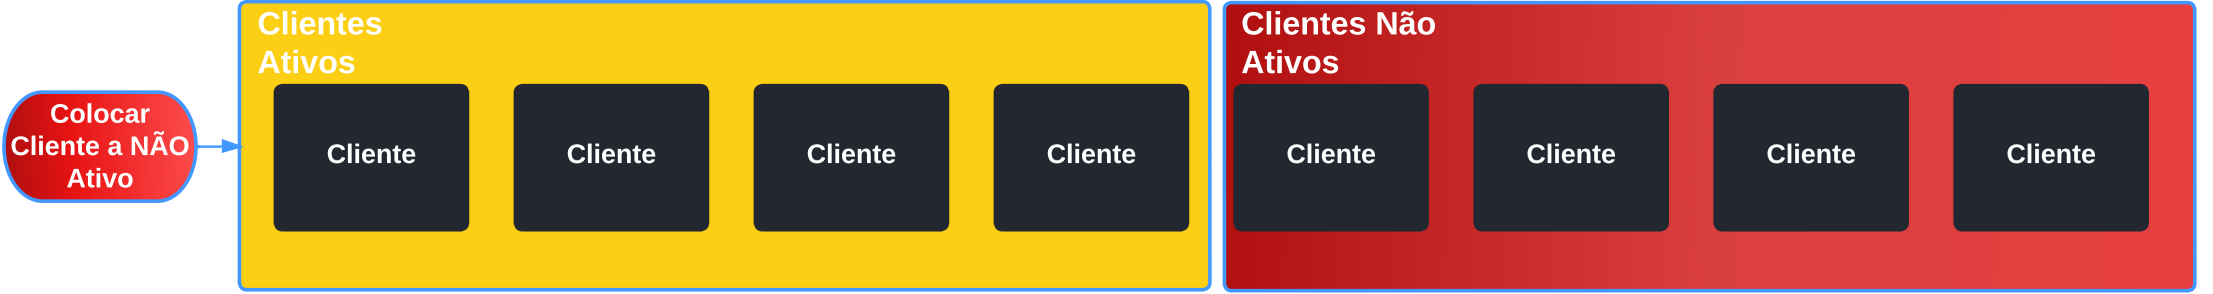 Colocar
Cliente a NÃO
Ativo
Clientes
Ativos
Cliente
Cliente
Cliente
Cliente
Clientes Não
Ativos
Cliente
Cliente
Cliente
Cliente